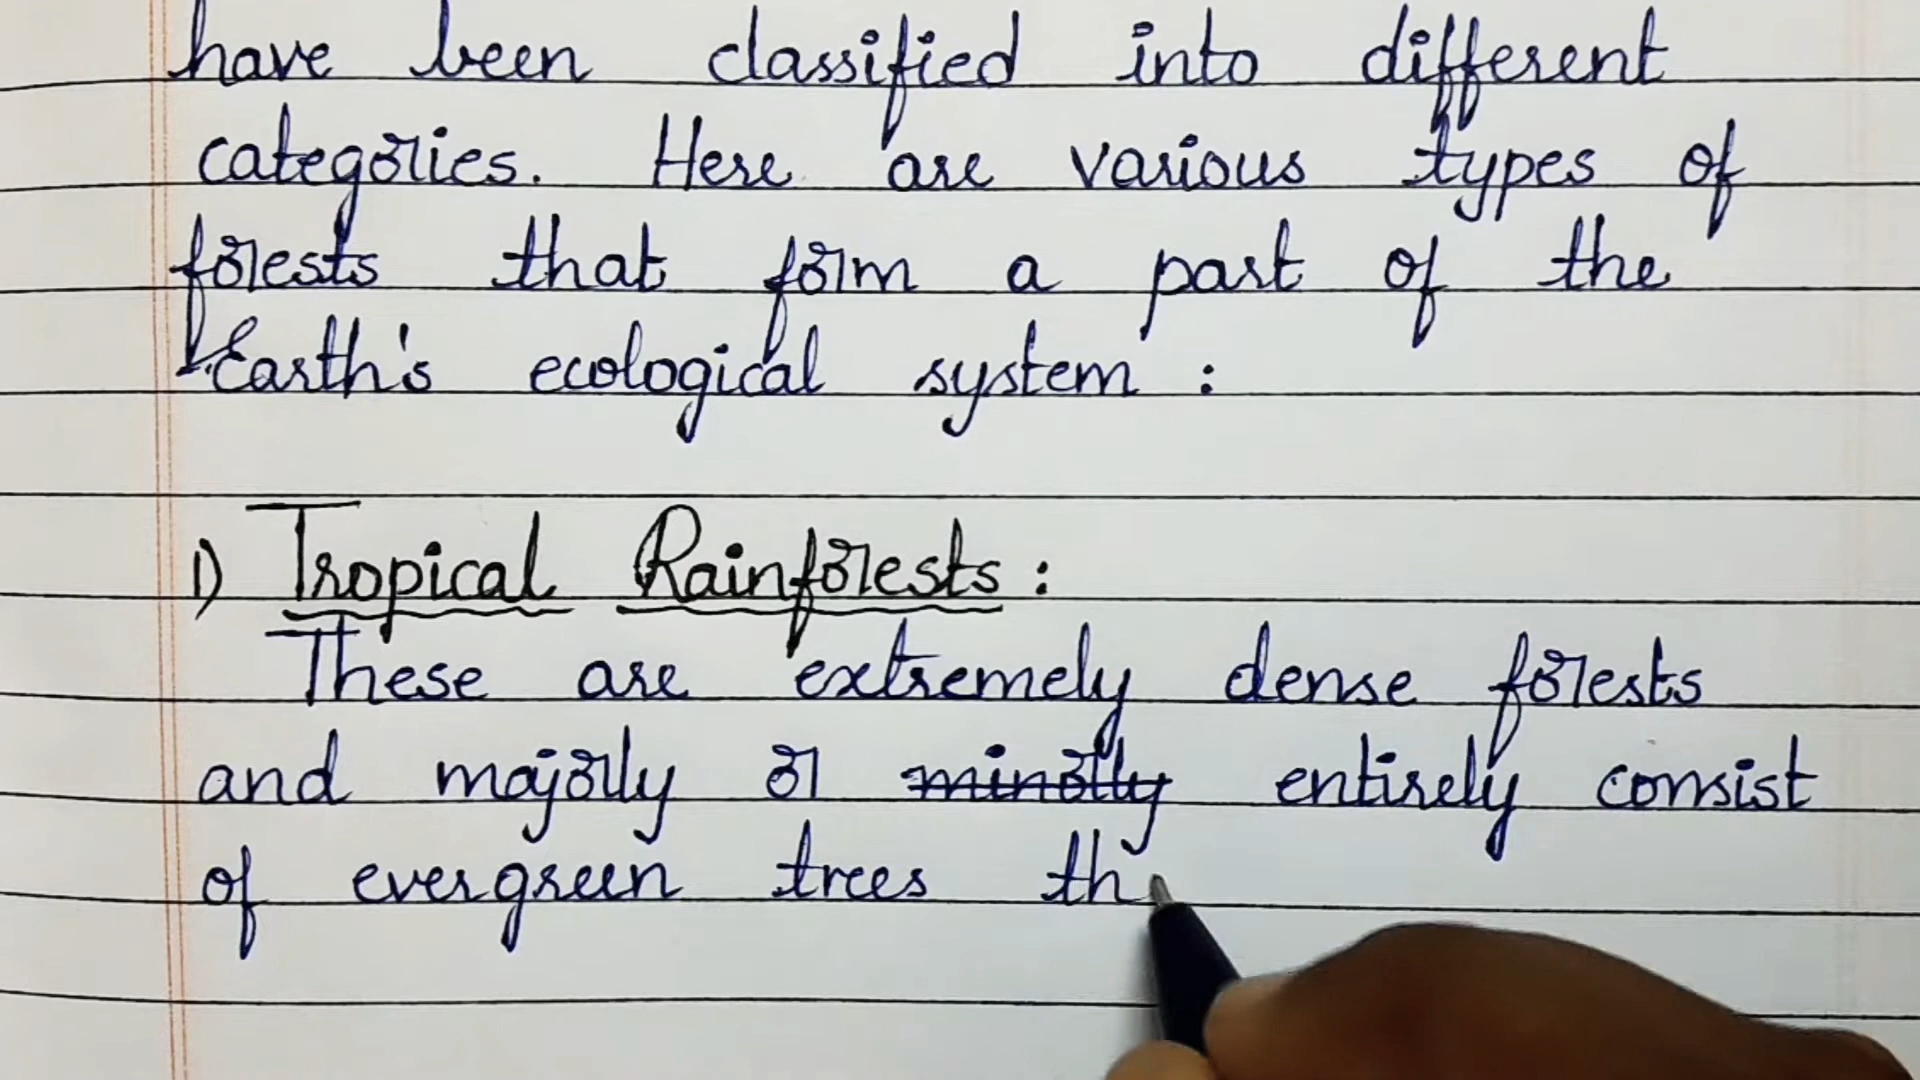 have been classified into different
categories. Here are various types of
forests that form a part of the
Earth's ecological system :
1) Tropical Rainforests :
These are extremely dense forests
and majorly or minorly entirely consist
of evergreen trees th